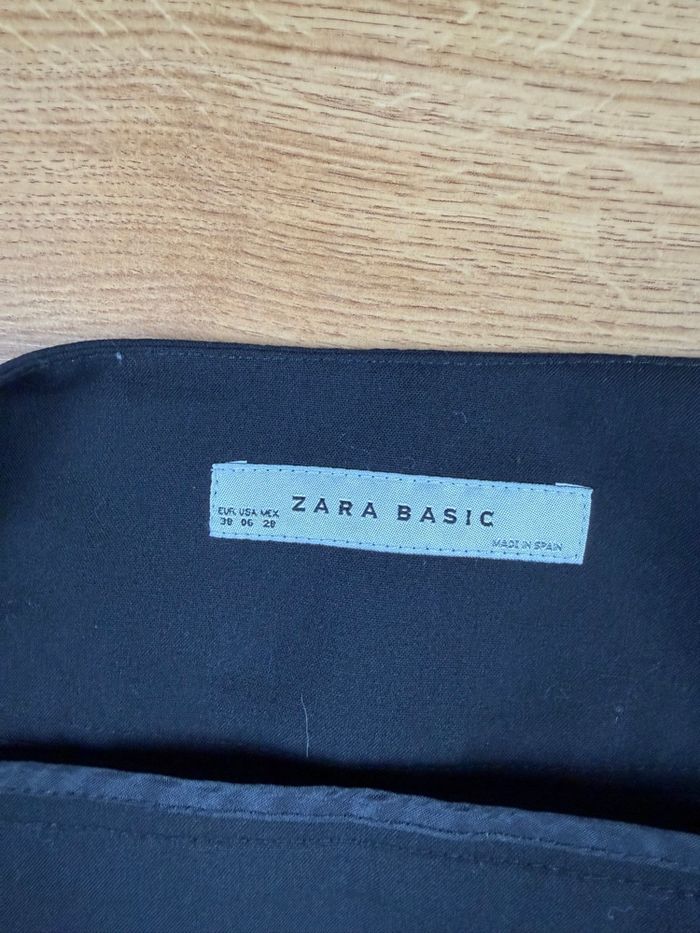 EUR. USA MEX
38 06 28
ZARA BASIC
MADE IN SPAIN